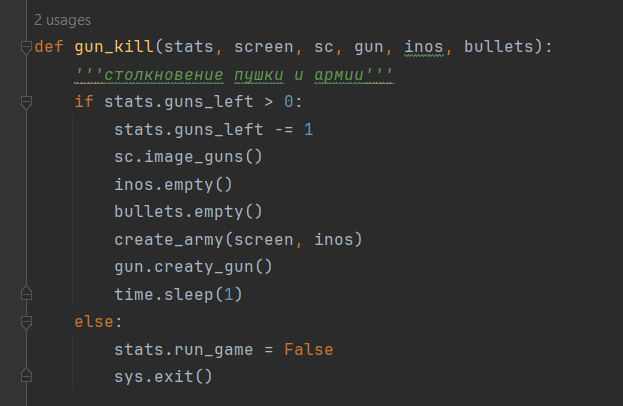 2 usages
def gun_kill(stats, screen, sc, gun, inos, bullets):
    '''столкновение пушки и армии'''
    if stats.guns_left > 0:
        stats.guns_left -= 1
        sc.image_guns()
        inos.empty()
        bullets.empty()
        create_army(screen, inos)
        gun.creaty_gun()
        time.sleep(1)
    else:
        stats.run_game = False
        sys.exit()